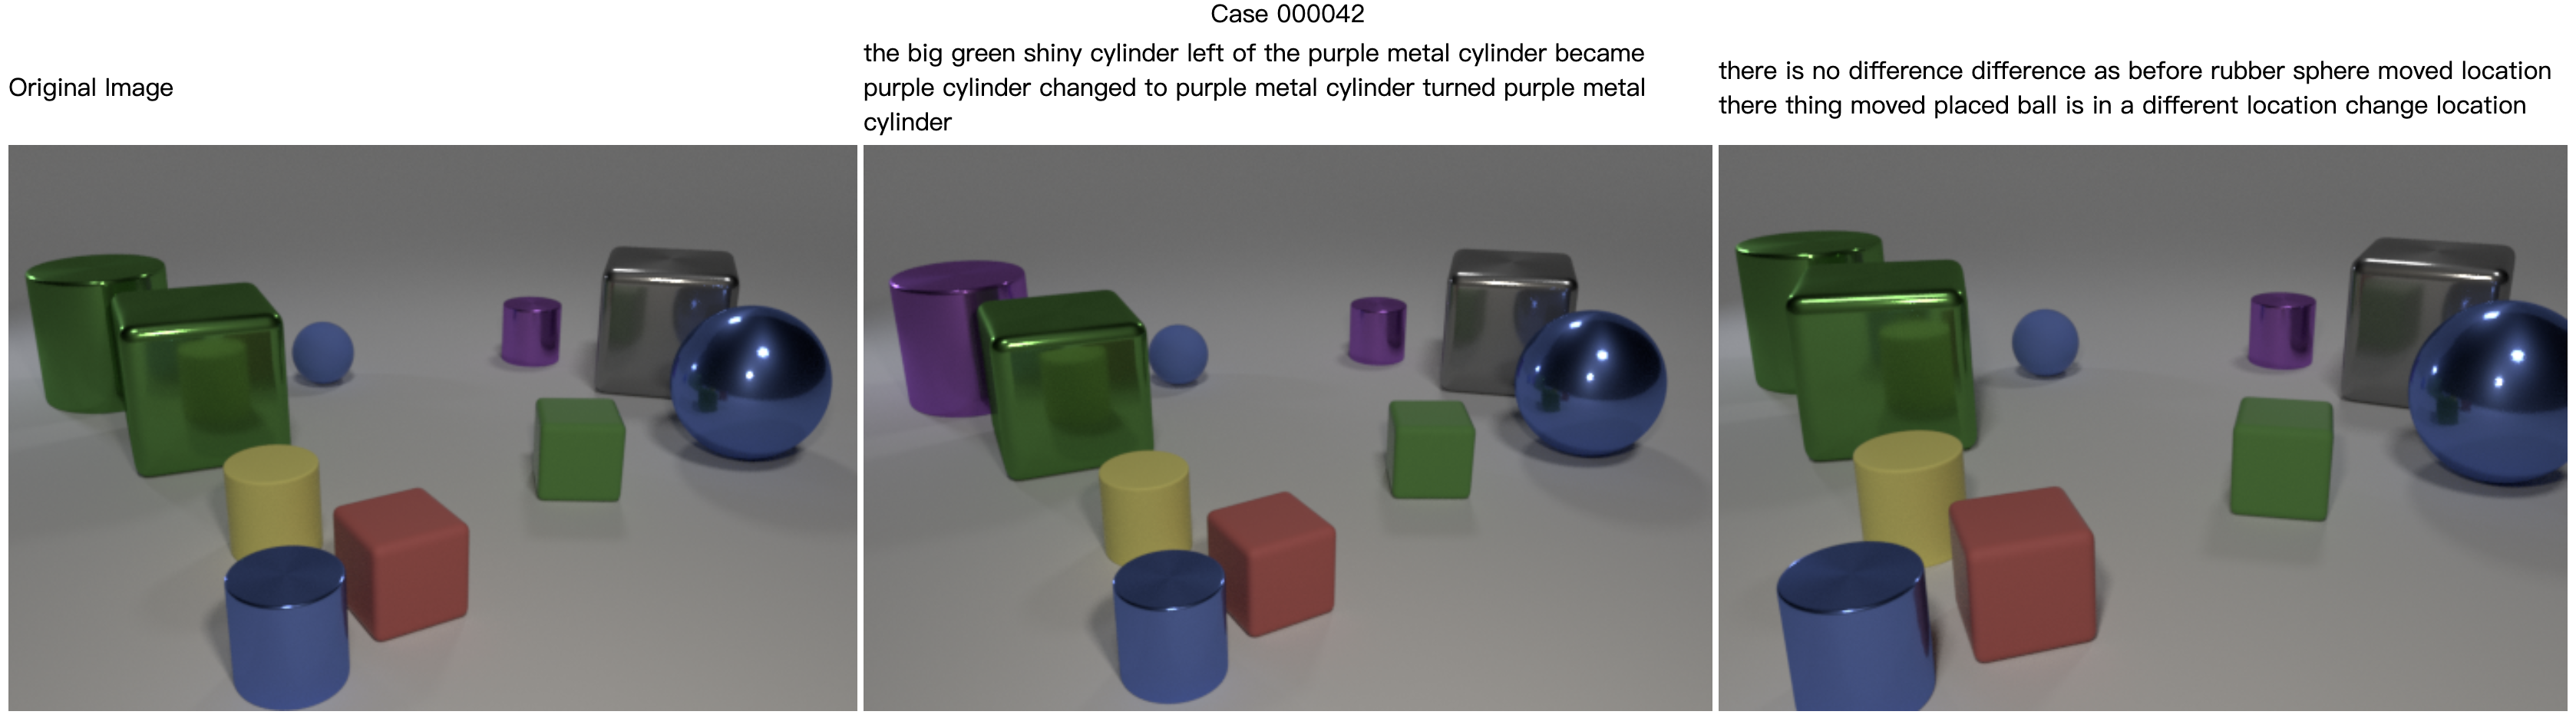 Case 000042
Original Image
the big green shiny cylinder left of the purple metal cylinder became
purple cylinder changed to purple metal cylinder turned purple metal
cylinder
there is no difference difference as before rubber sphere moved location
there thing moved placed ball is in a different location change location